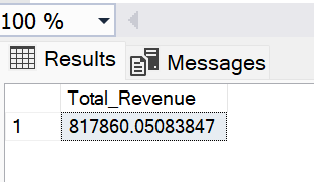 100 %
Results Messages
Total_Revenue
1 817860.05083847